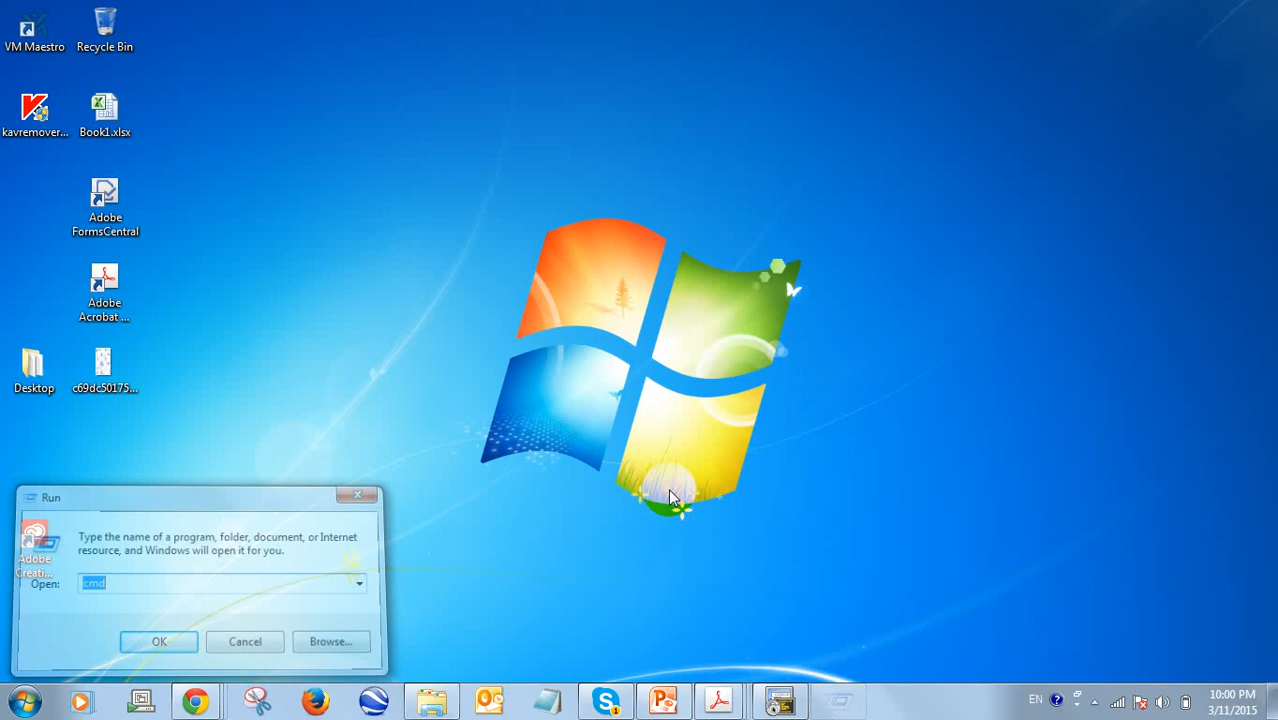 VM Maestro
Recycle Bin
kavremover...
Book1.xlsx
Adobe
FormsCentral
Adobe
Acrobat ...
Desktop
c69dc50175...
Run
Type the name of a program, folder, document, or Internet
resource, and Windows will open it for you.
Adobe
Creati...
Open:
cmd
OK
Cancel
Browse...
EN
10:00 PM
3/11/2015